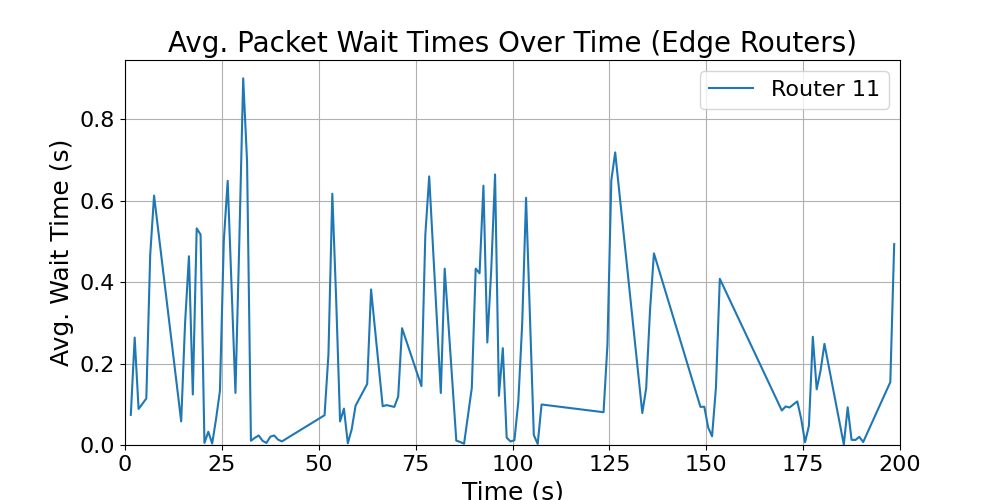 Avg. Packet Wait Times Over Time (Edge Routers)
Router 11
Avg. Wait Time (s)
0.8
0.6
0.4
0.2
0.0
0 25 50 75 100 125 150 175 200
Time (s)